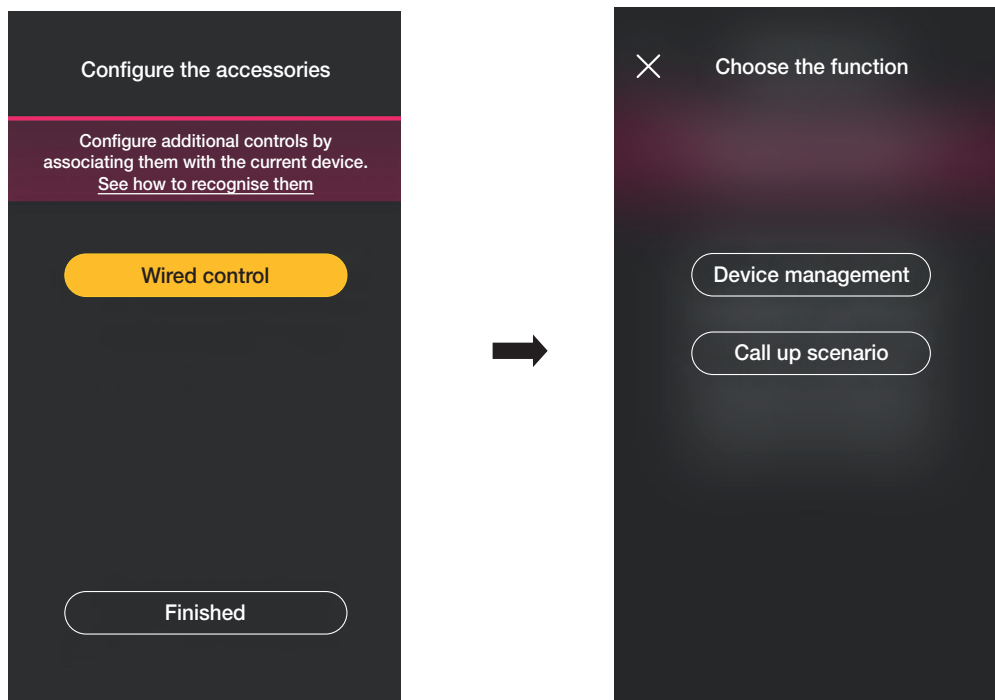 Configure the accessories
Configure additional controls by
associating them with the current device.
See how to recognise them
Wired control
Finished
Choose the function
Device management
Call up scenario